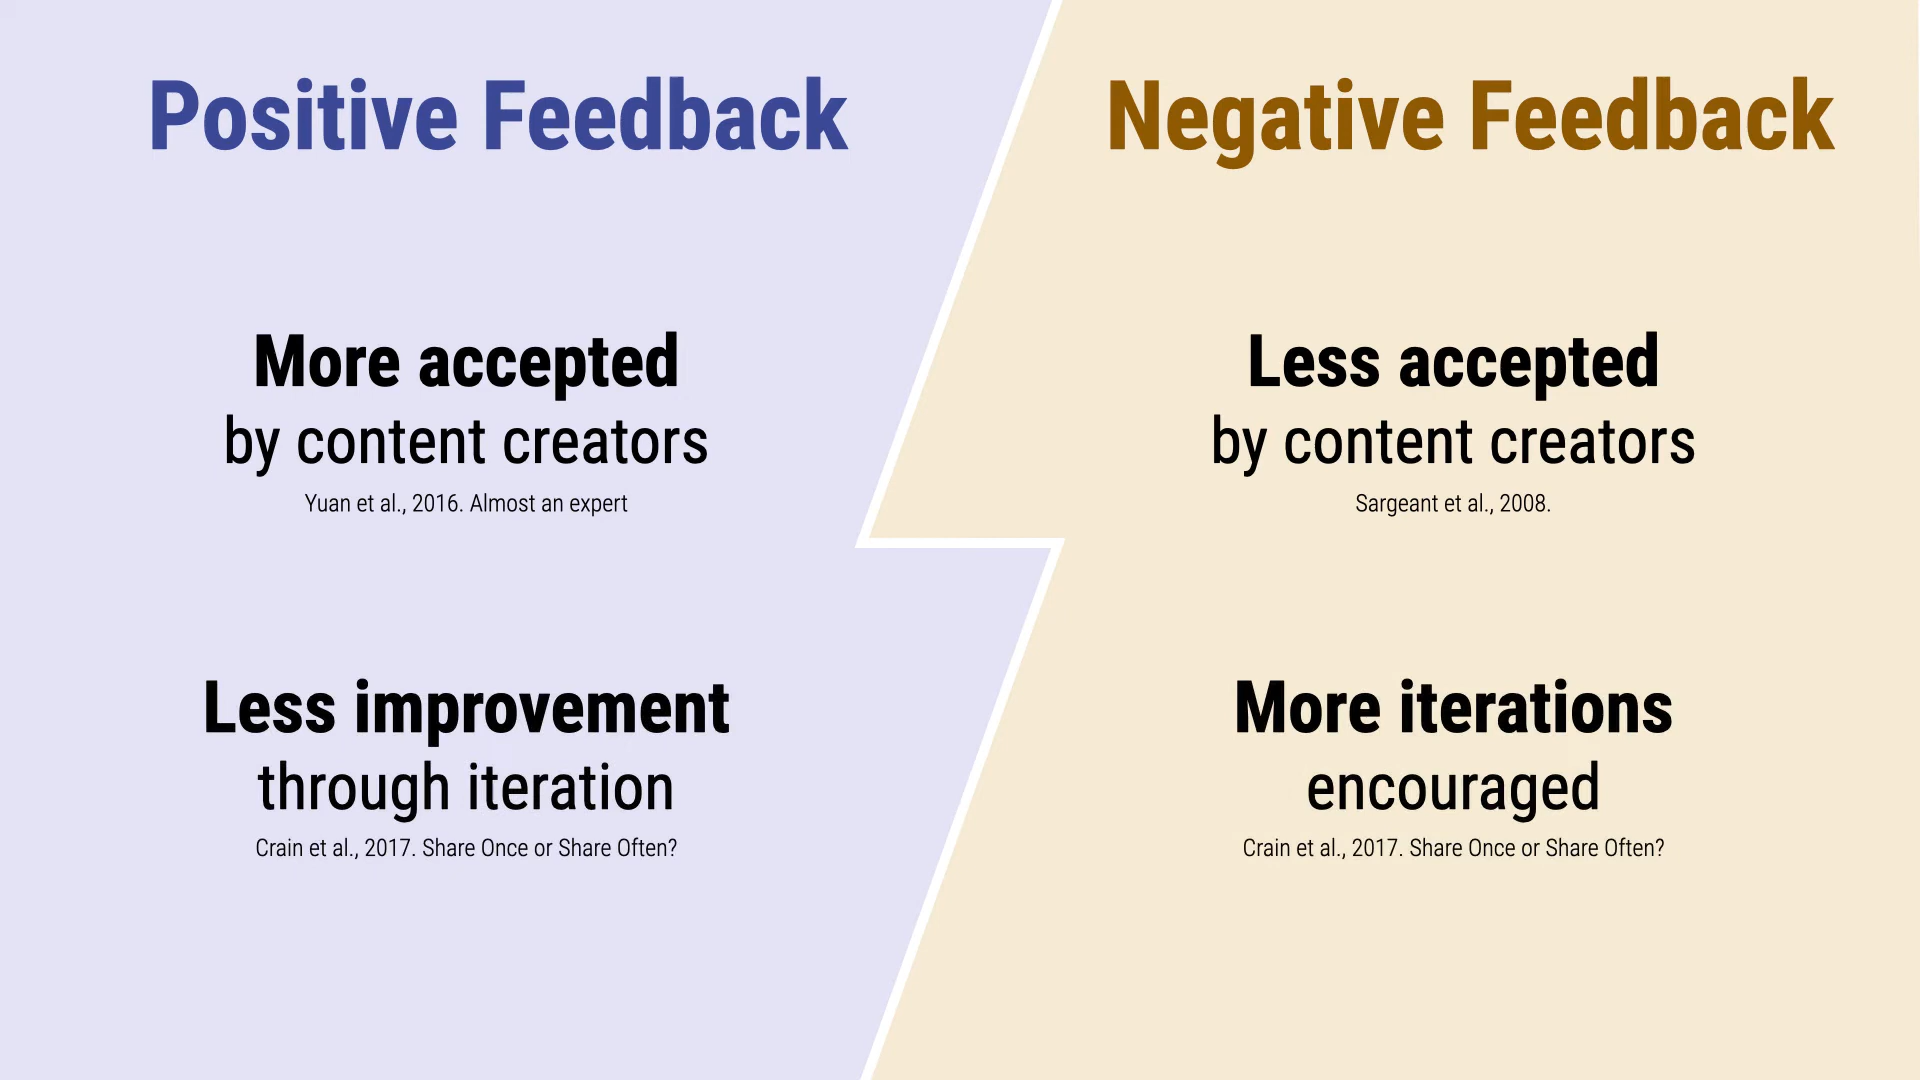 Positive Feedback
More accepted
by content creators
Yuan et al., 2016. Almost an expert
Less improvement
through iteration
Crain et al., 2017. Share Once or Share Often?
Negative Feedback
Less accepted
by content creators
Sargeant et al., 2008.
More iterations
encouraged
Crain et al., 2017. Share Once or Share Often?